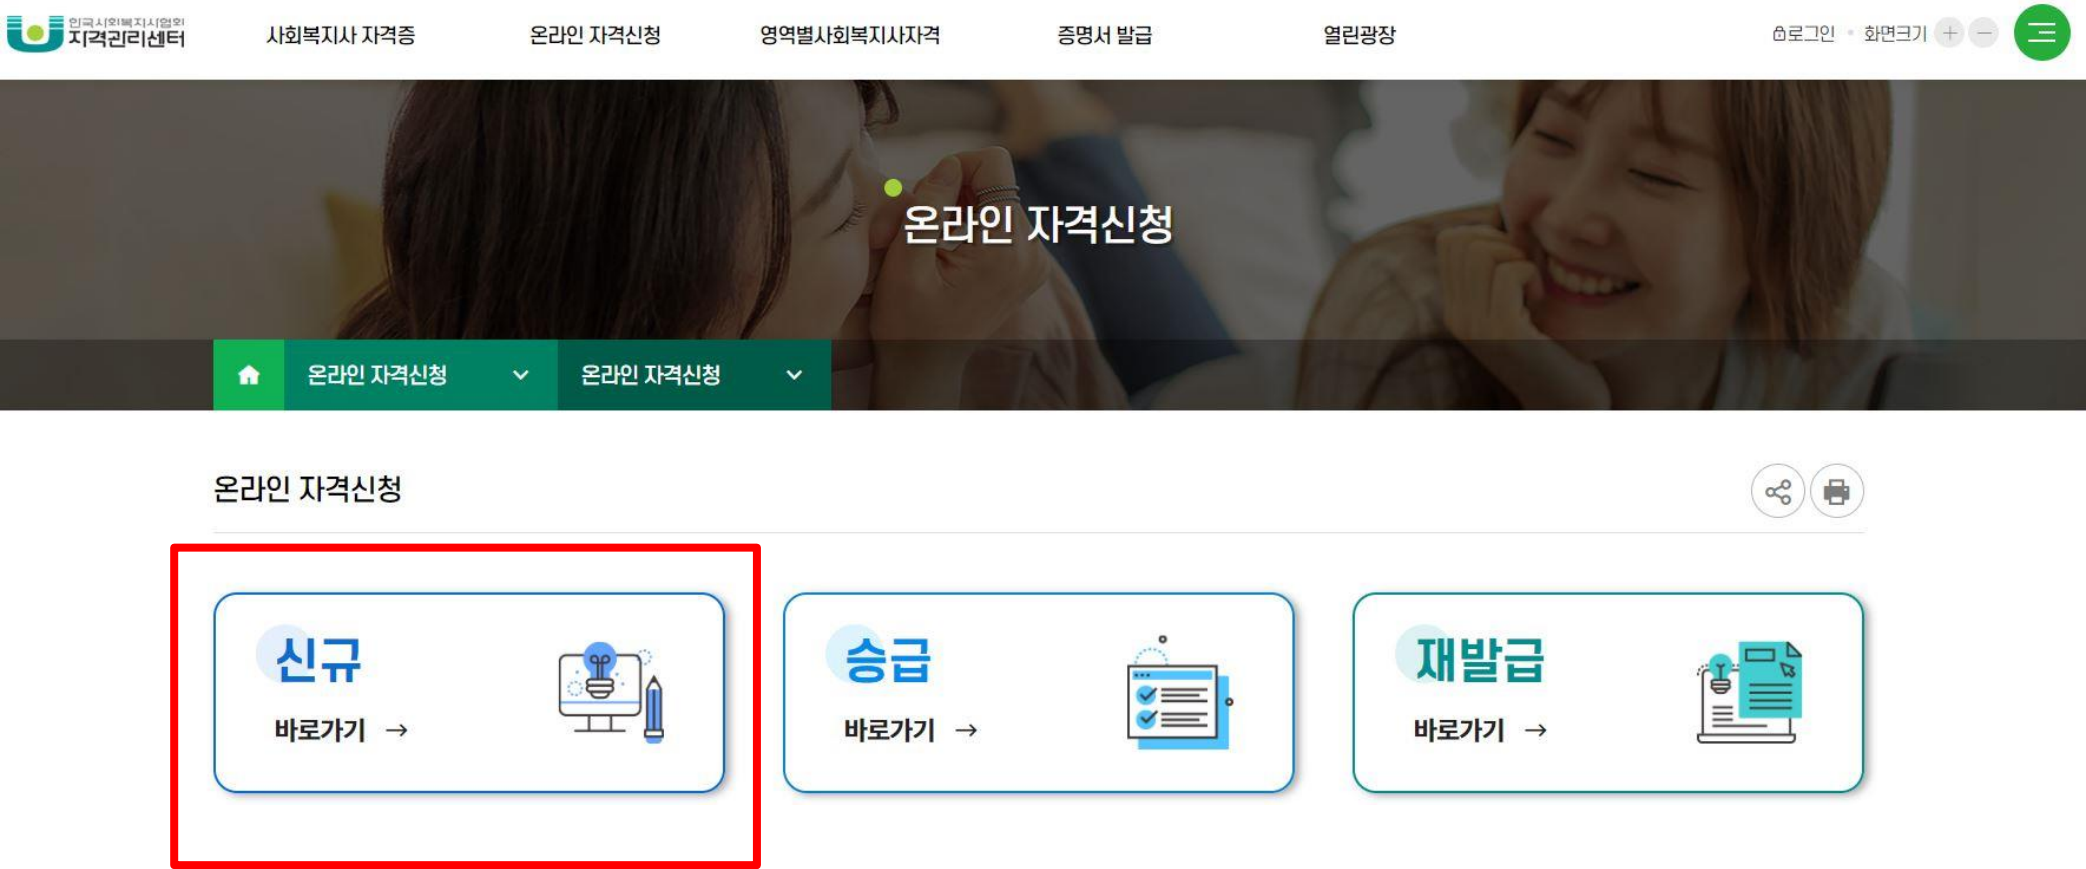 한국사회복지사협회
자격관리센터
사회복지사 자격증
온라인 자격신청
영역별사회복지사자격
증명서 발급
열린광장
로그인
화면크기
온라인 자격신청
온라인 자격신청
온라인 자격신청
온라인 자격신청
신규
바로가기 →
승급
바로가기 →
재발급
바로가기 →